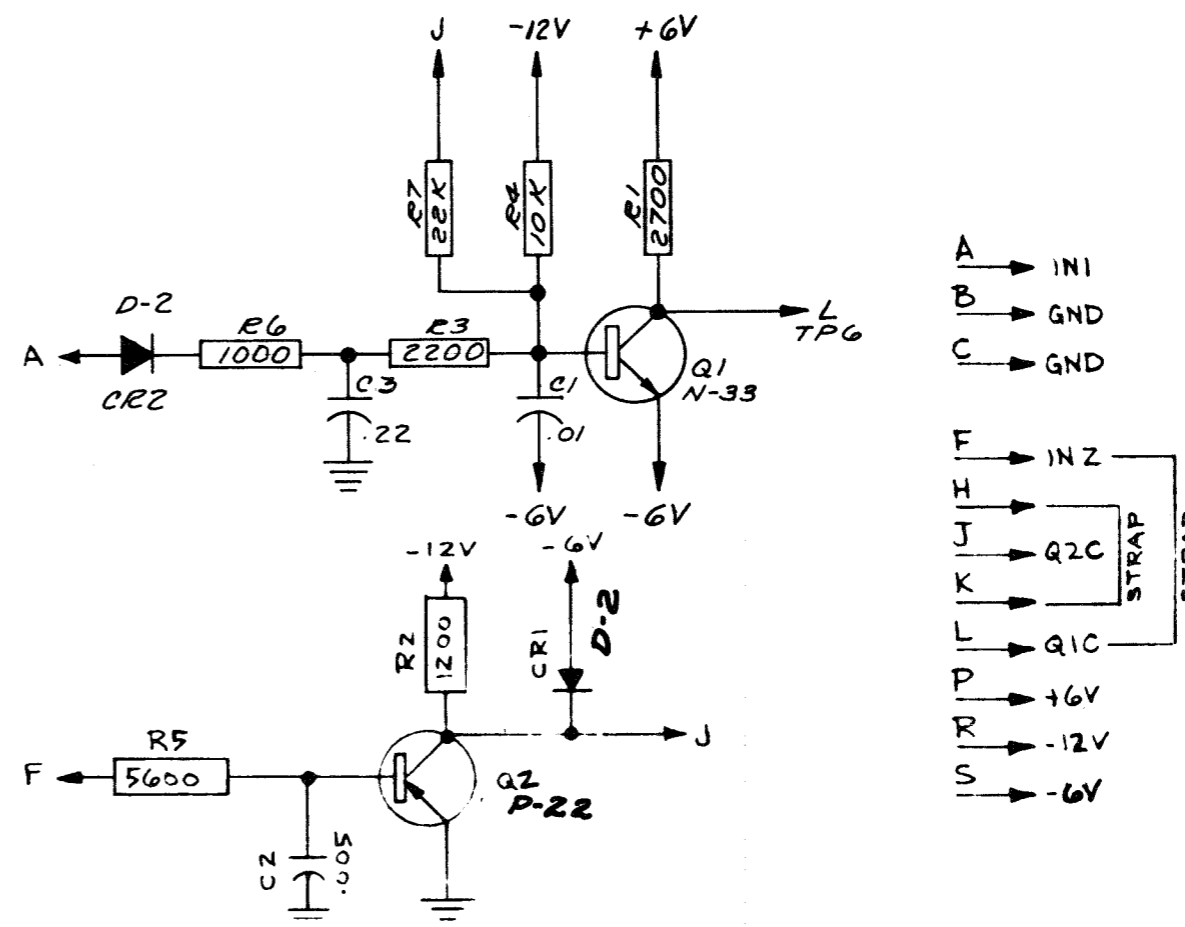 J
-12V
+6V
R7
22K
R4
10K
R1
2700
D-2
CR2
A
R6
1000
R3
2200
C3
.22
C1
.01
-6V
-6V
Q1
N-33
L
TP6
-12V
R2
1200
-6V
CR1
D-2
J
F
R5
5600
Q2
P-22
C2
.005
A IN1
B GND
C GND
F IN2
H
J Q2C
K
L Q1C
P +6V
R -12V
S -6V
STRAP
STRAP